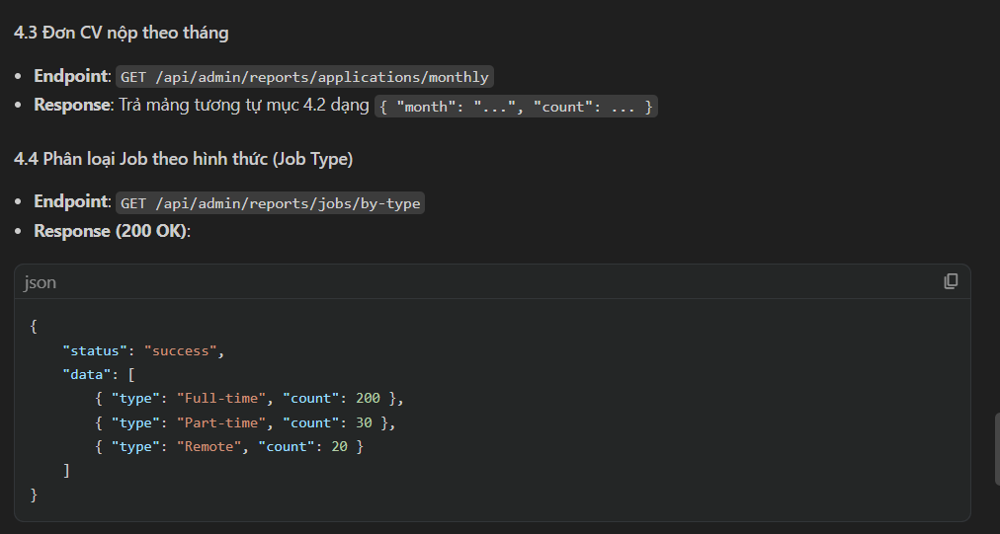 4.3 Đơn CV nộp theo tháng
• Endpoint: GET /api/admin/reports/applications/monthly
• Response: Trả mảng tương tự mục 4.2 dạng { "month": "...", "count": ... }
4.4 Phân loại Job theo hình thức (Job Type)
• Endpoint: GET /api/admin/reports/jobs/by-type
• Response (200 OK):
json
{
    "status": "success",
    "data": [
        { "type": "Full-time", "count": 200 },
        { "type": "Part-time", "count": 30 },
        { "type": "Remote", "count": 20 }
    ]
}